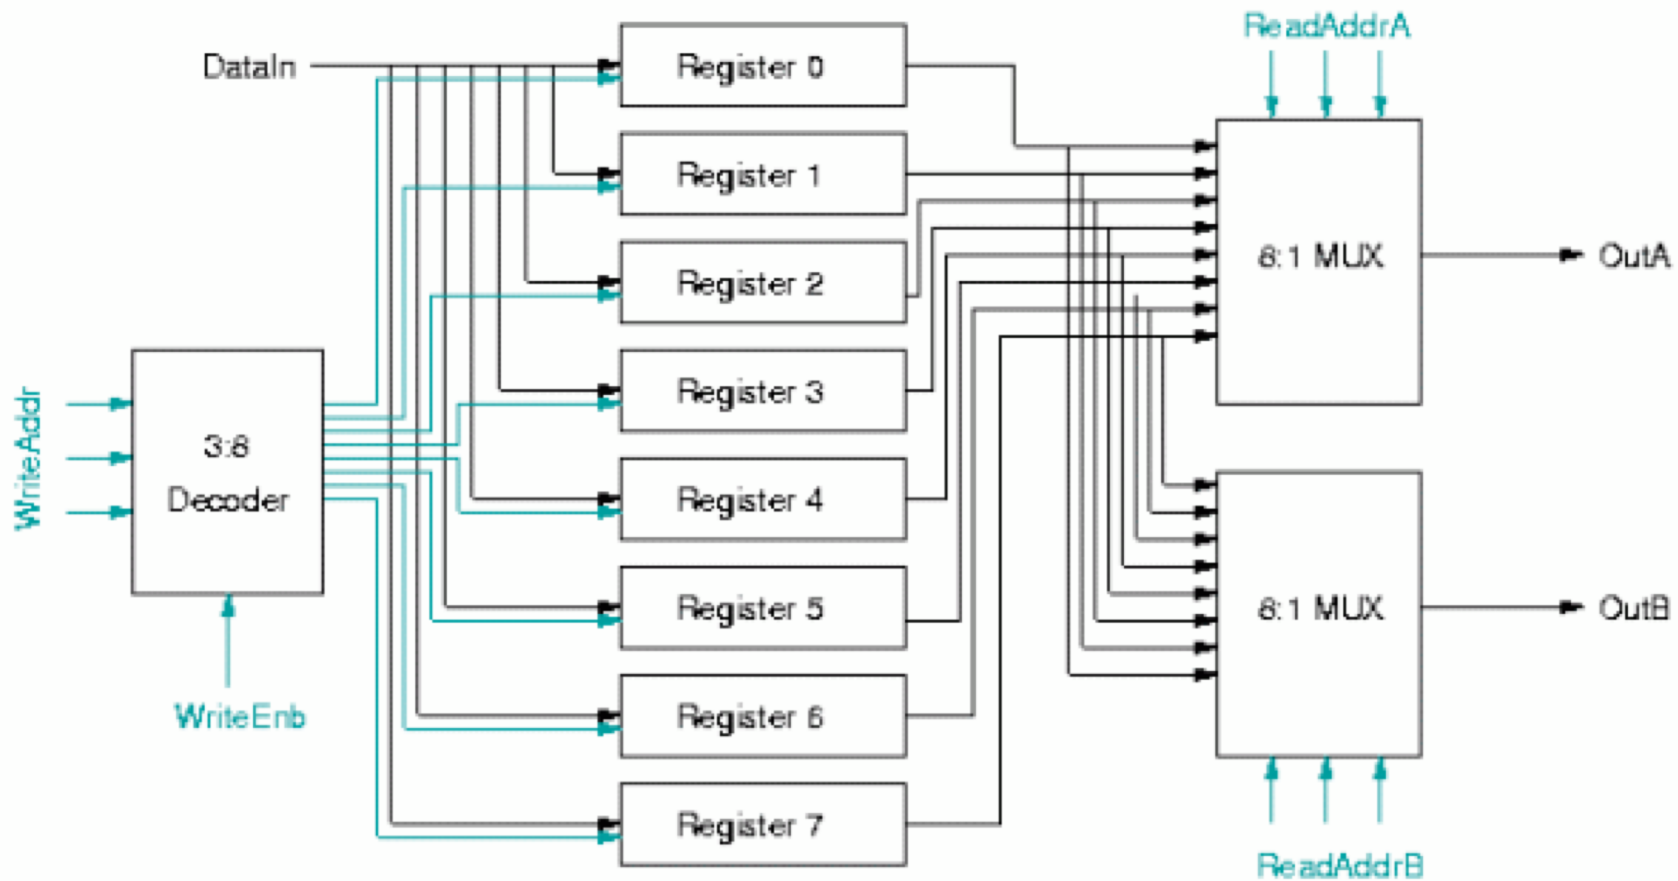 ReadAddrA
DataIn
Register 0
Register 1
Register 2
Register 3
Register 4
Register 5
Register 6
Register 7
WriteAddr
3:8
Decoder
WriteEnb
8:1 MUX
OutA
8:1 MUX
OutB
ReadAddrB